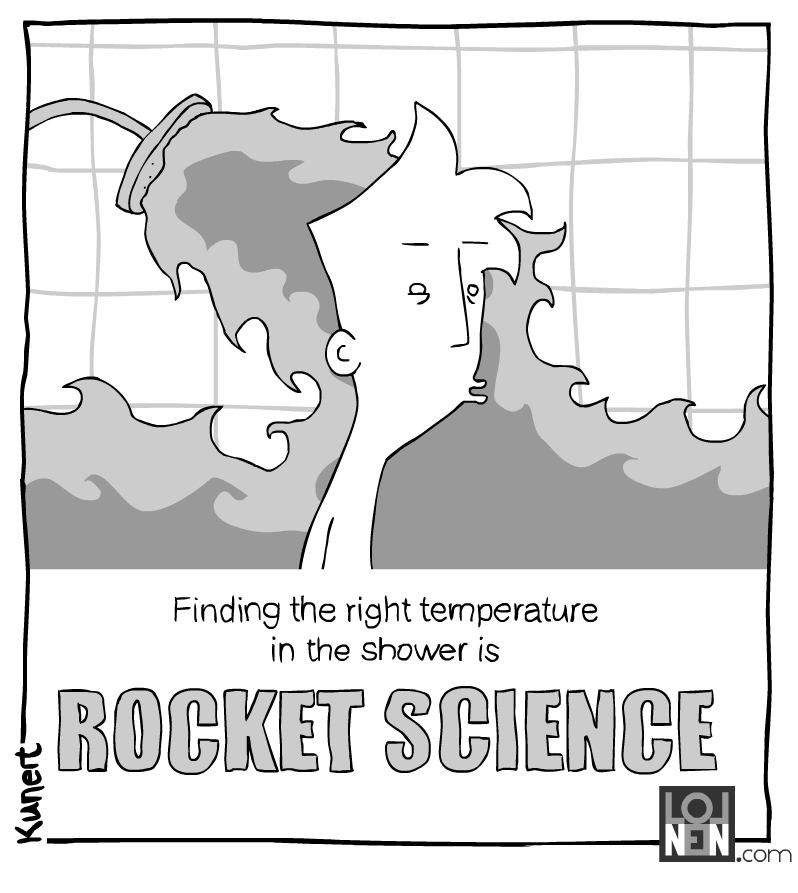 Finding the right temperature
in the shower is
ROCKET SCIENCE
Kunert
LOL
NEIN
.com